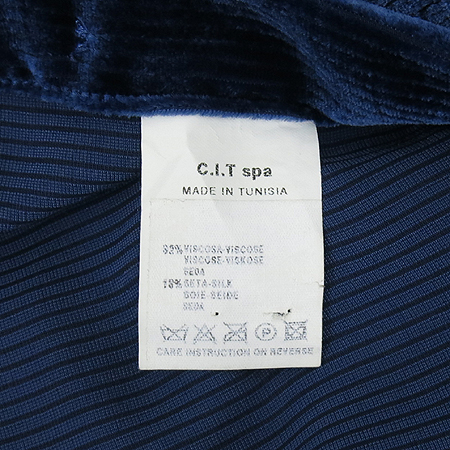 C.I.T spa
MADE IN TUNISIA
82% VISCOSA-VISCOSE
VISCOSE-VISKOSE
SEDA
18% SETA-SILK
SOIE-SEIDE
SEDA
P
CARE INSTRUCTION ON REVERSE